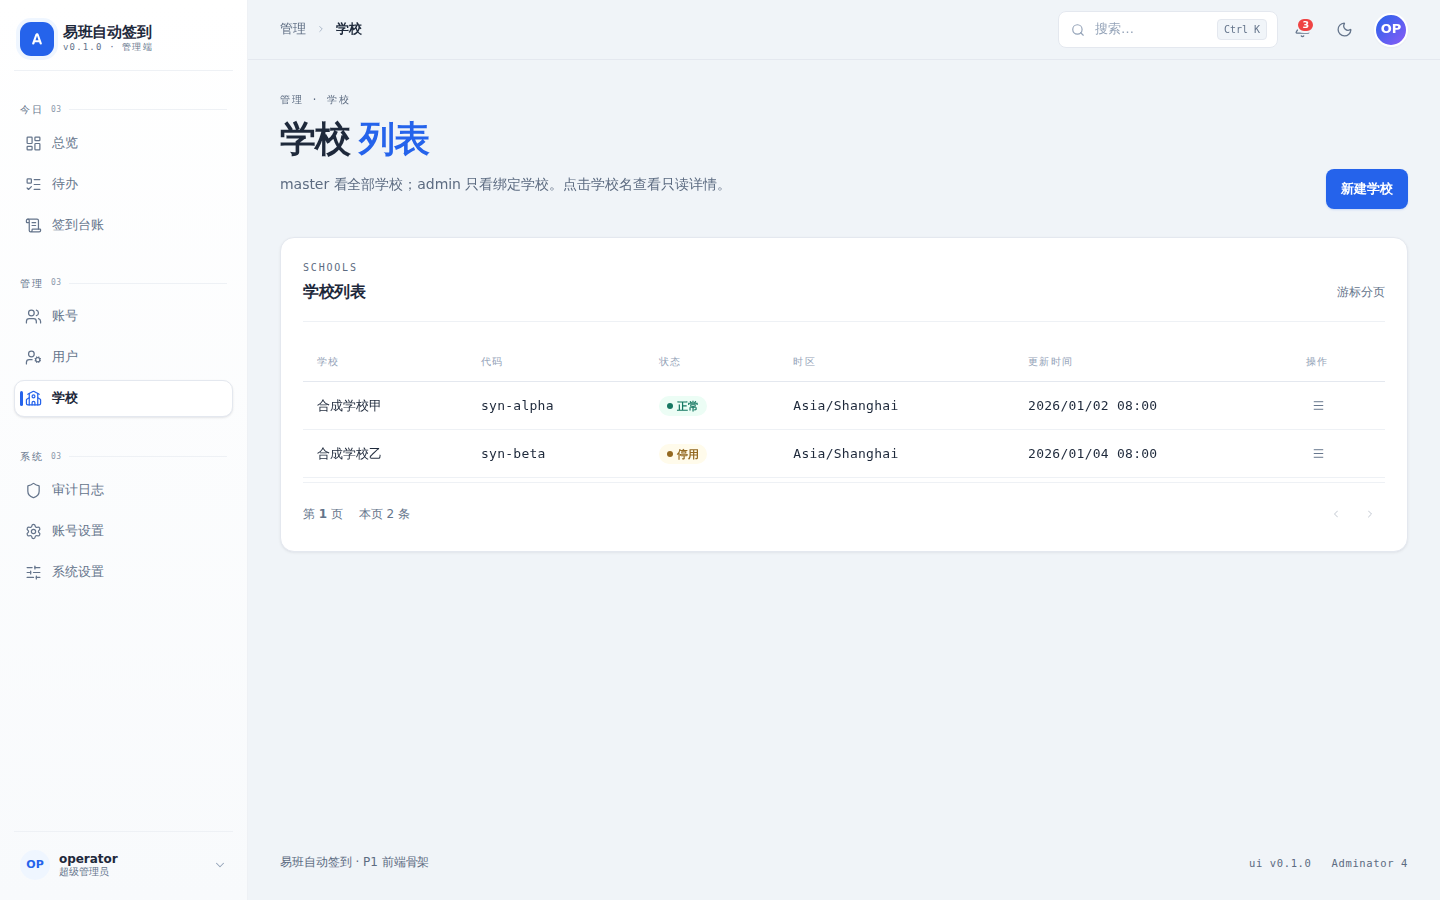 A
易班自动签到
v0.1.0 · 管理端
今日 03
总览
待办
签到台账
管理 03
账号
用户
学校
系统 03
审计日志
账号设置
系统设置
OP
operator
超级管理员
管理 › 学校
搜索... Ctrl K
3
OP
管理 · 学校
学校 列表
master 看全部学校；admin 只看绑定学校。点击学校名查看只读详情。
新建学校
SCHOOLS
学校列表
游标分页
学校 代码 状态 时区 更新时间 操作
合成学校甲 syn-alpha 正常 Asia/Shanghai 2026/01/02 08:00
合成学校乙 syn-beta 停用 Asia/Shanghai 2026/01/04 08:00
第 1 页 本页 2 条
易班自动签到 · P1 前端骨架
ui v0.1.0 Adminator 4